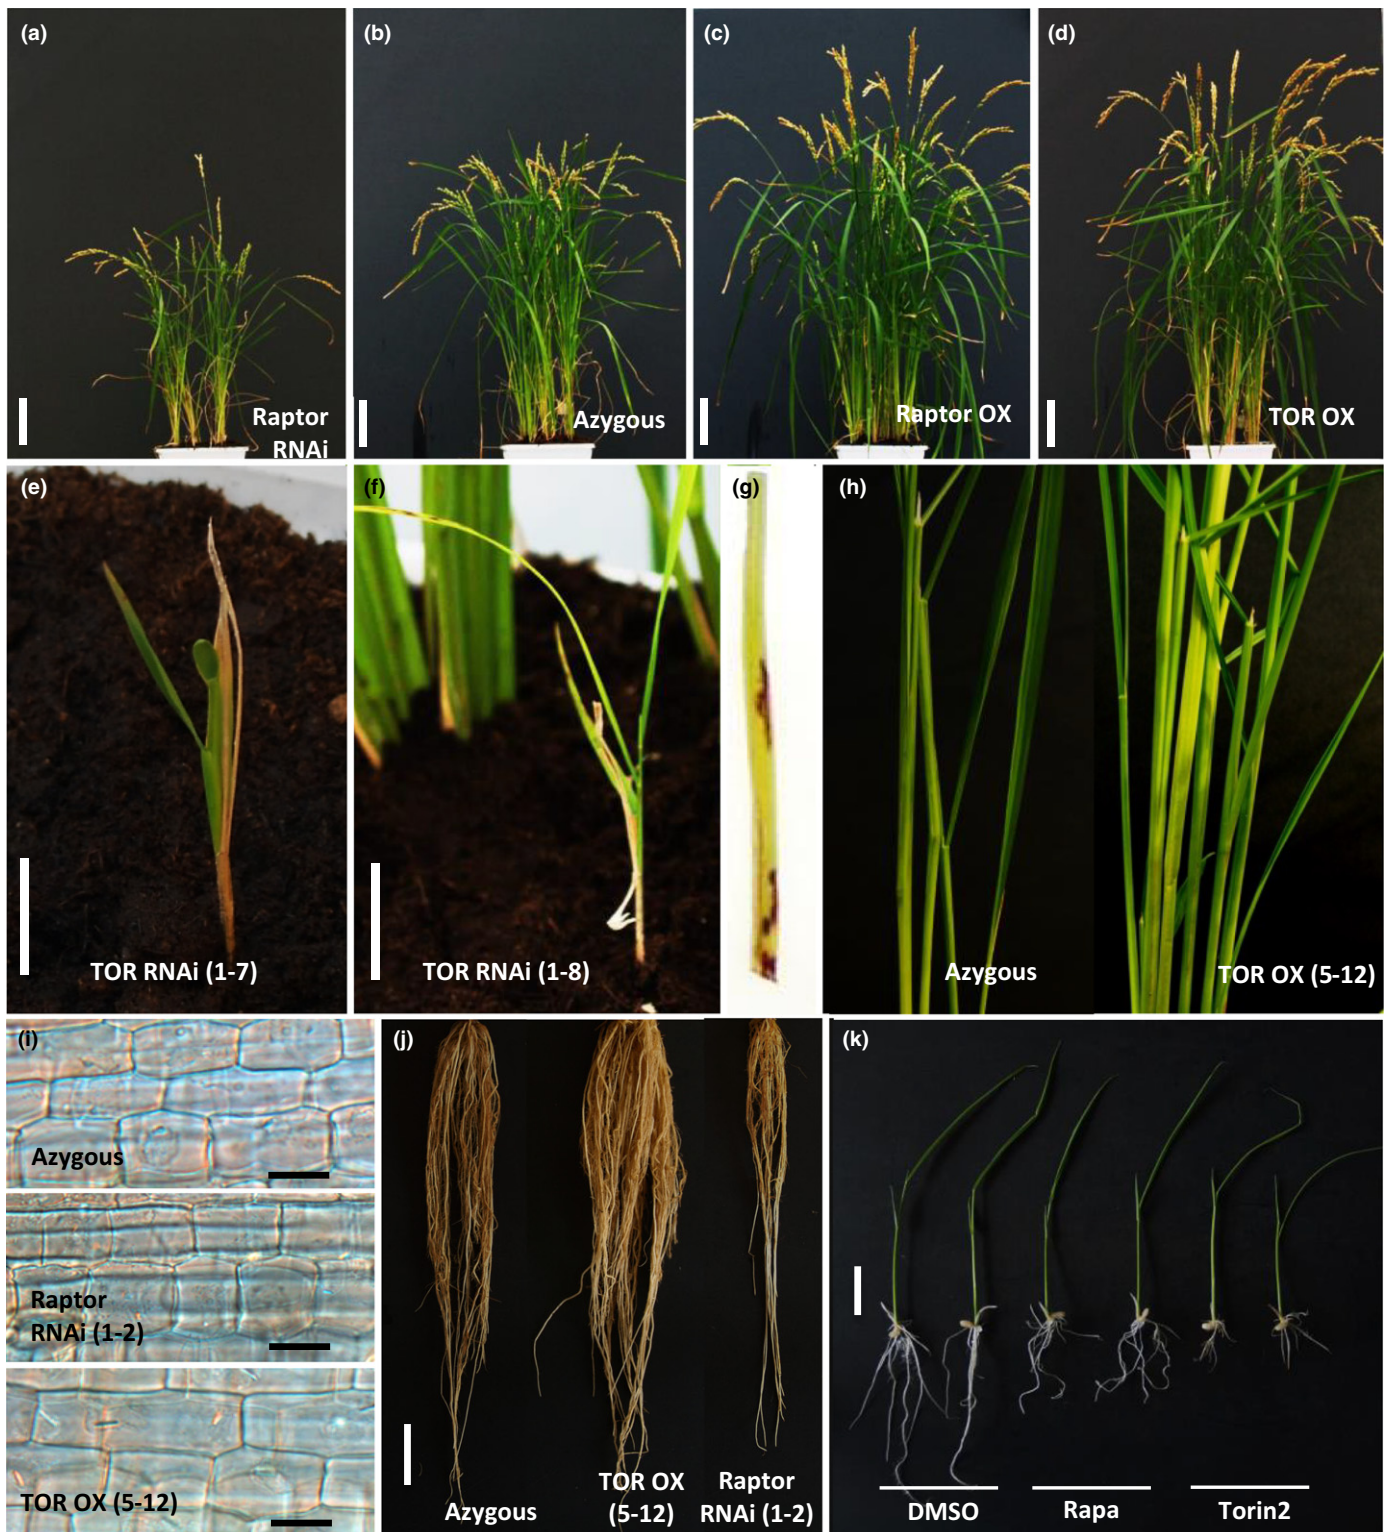 (a)
Raptor
RNAi
(b)
Azygous
(c)
Raptor OX
(d)
TOR OX
(e)
TOR RNAi (1-7)
(f)
TOR RNAi (1-8)
(g)
(h)
Azygous
TOR OX (5-12)
(i)
Azygous
Raptor
RNAi (1-2)
TOR OX (5-12)
(j)
Azygous
TOR OX
(5-12)
Raptor
RNAi (1-2)
(k)
DMSO
Rapa
Torin2